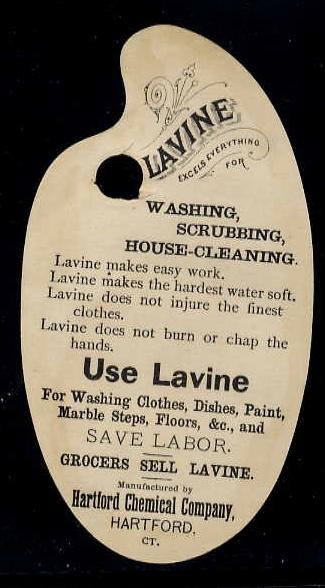 LAVINE
EXCELS EVERYTHING
FOR
WASHING,
SCRUBBING,
HOUSE-CLEANING.
Lavine makes easy work.
Lavine makes the hardest water soft.
Lavine does not injure the finest
clothes.
Lavine does not burn or chap the
hands.
Use Lavine
For Washing Clothes, Dishes, Paint,
Marble Steps, Floors, &c., and
SAVE LABOR.
GROCERS SELL LAVINE.
Manufactured by
Hartford Chemical Company,
HARTFORD,
CT.